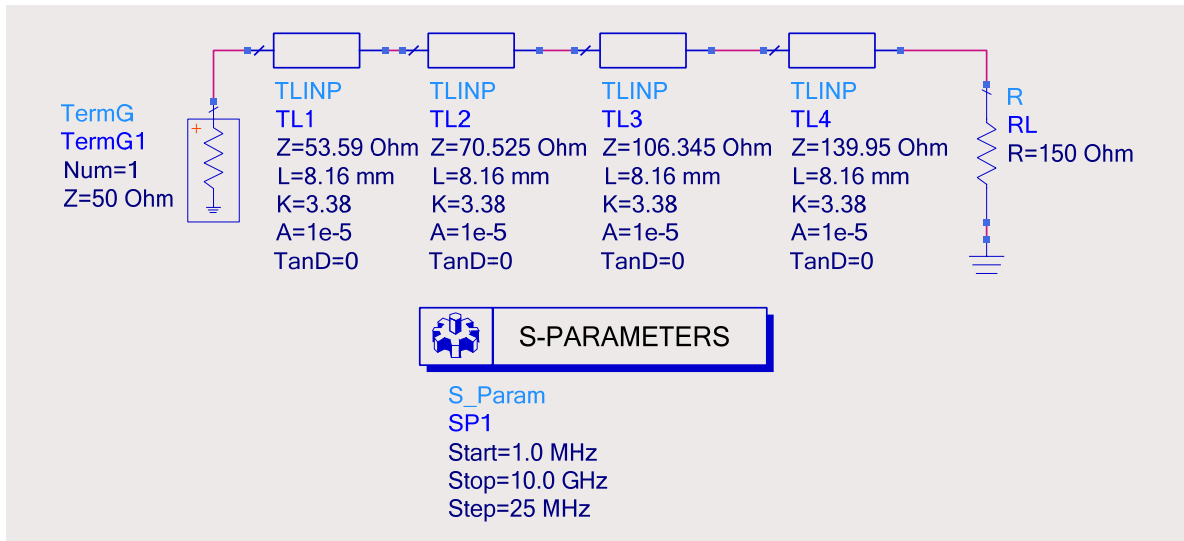 TermG
TermG1
Num=1
Z=50 Ohm
+
TLINP
TL1
Z=53.59 Ohm
L=8.16 mm
K=3.38
A=1e-5
TanD=0
TLINP
TL2
Z=70.525 Ohm
L=8.16 mm
K=3.38
A=1e-5
TanD=0
TLINP
TL3
Z=106.345 Ohm
L=8.16 mm
K=3.38
A=1e-5
TanD=0
TLINP
TL4
Z=139.95 Ohm
L=8.16 mm
K=3.38
A=1e-5
TanD=0
R
RL
R=150 Ohm
S-PARAMETERS
S_Param
SP1
Start=1.0 MHz
Stop=10.0 GHz
Step=25 MHz